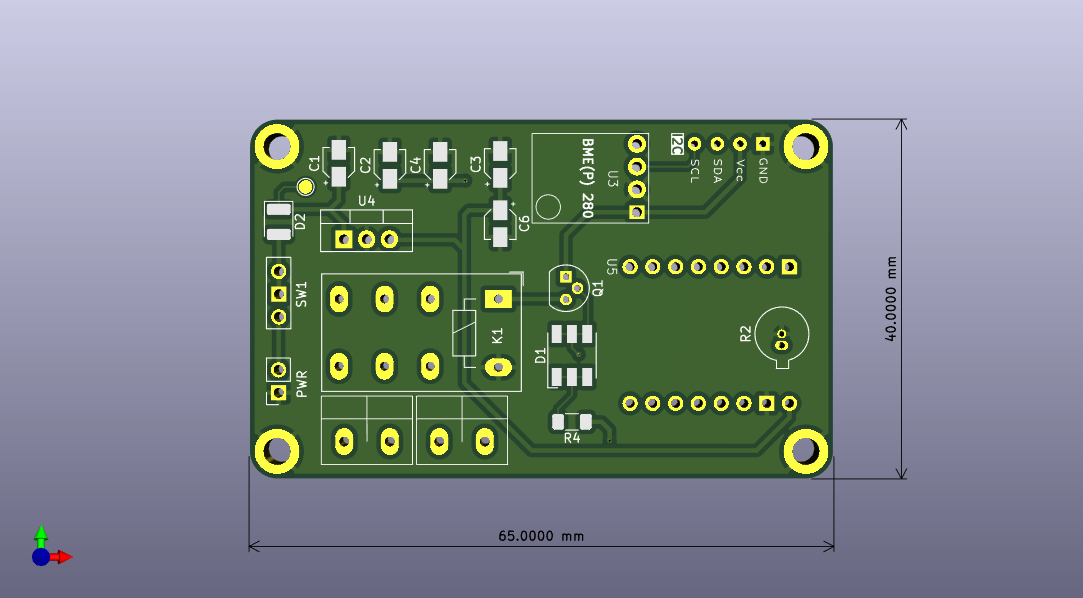 C1
C2
C4
C3
BME(P) 280
U3
I2C
SCL
SDA
Vcc
GND
U4
D2
C6
SW1
U5
Q1
K1
R2
D1
PWR
R4
40.0000 mm
65.0000 mm